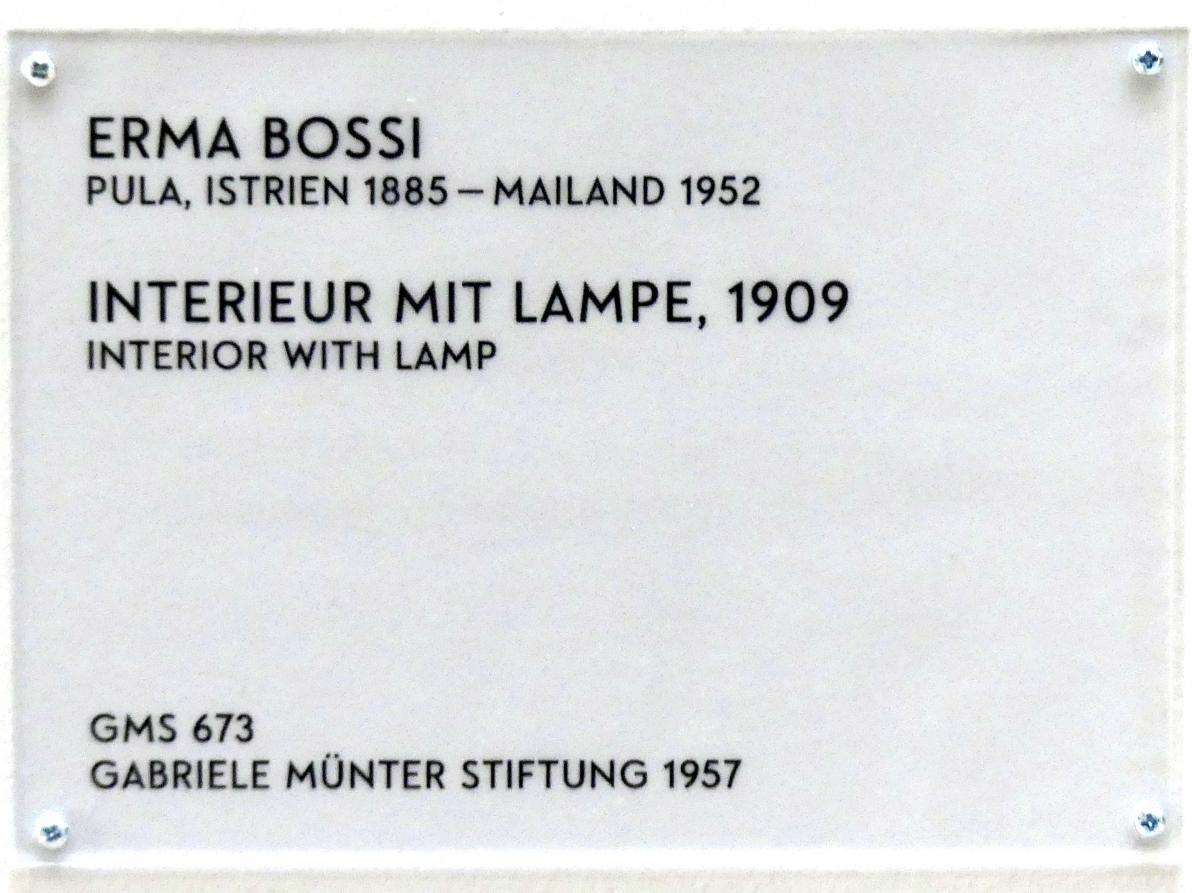 ERMA BOSSI
PULA, ISTRIEN 1885 – MAILAND 1952
INTERIEUR MIT LAMPE, 1909
INTERIOR WITH LAMP
GMS 673
GABRIELE MÜNTER STIFTUNG 1957